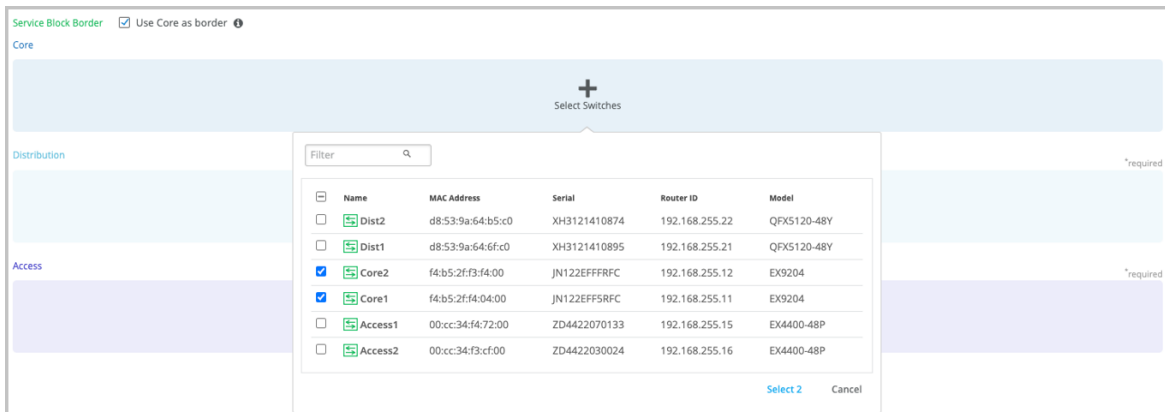 Service Block Border Use Core as border
Core
Select Switches
Distribution
*required
Filter
Name MAC Address Serial Router ID Model
Dist2 d8:53:9a:64:b5:c0 XH3121410874 192.168.255.22 QFX5120-48Y
Dist1 d8:53:9a:64:6f:c0 XH3121410895 192.168.255.21 QFX5120-48Y
Access
*required
Core2 f4:b5:2f:f3:f4:00 JN122EFFFRFC 192.168.255.12 EX9204
Core1 f4:b5:2f:f4:04:00 JN122EFF5RFC 192.168.255.11 EX9204
Access1 00:cc:34:f4:72:00 ZD4422070133 192.168.255.15 EX4400-48P
Access2 00:cc:34:f3:cf:00 ZD4422030024 192.168.255.16 EX4400-48P
Select 2 Cancel